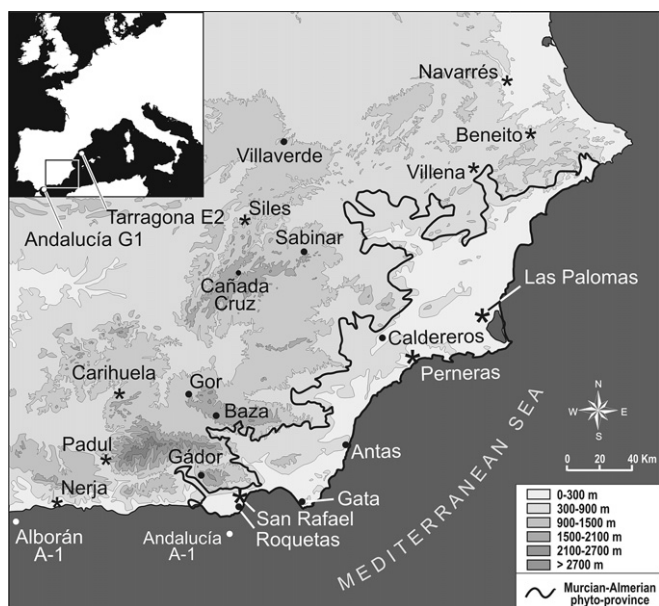 Navarrés
Beneito
Villaverde
Villena
Tarragona E2
Siles
Andalucía G1
Sabinar
Cañada
Cruz
Las Palomas
Caldereros
Carihuela
Gor
Perneras
Baza
Padul
Antas
Gádor
Nerja
Gata
San Rafael
Alborán
A-1
Andalucía
A-1
Roquetas
MEDITERRANEAN SEA
N
W E
S
0 20 40 Km
0-300 m
300-900 m
900-1500 m
1500-2100 m
2100-2700 m
> 2700 m
Murcian-Almerian
phyto-province